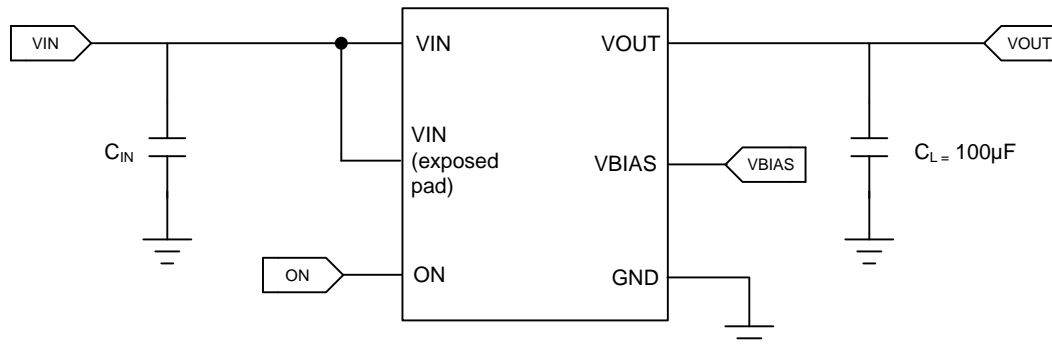 VIN
VIN
VOUT
VOUT
CIN
VIN
(exposed
pad)
VBIAS
VBIAS
CL = 100µF
ON
ON
GND